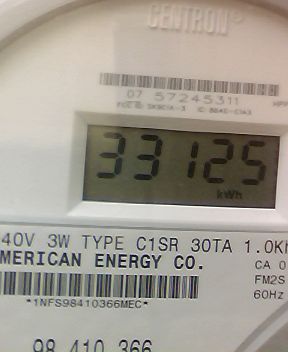 CENTRON®
07 57245311
33125
kWh
40V 3W TYPE C1SR 30TA 1.0Kh
MERICAN ENERGY CO. CA 0
FM2S
60Hz
*1NFS98410366MEC*
98 410 366